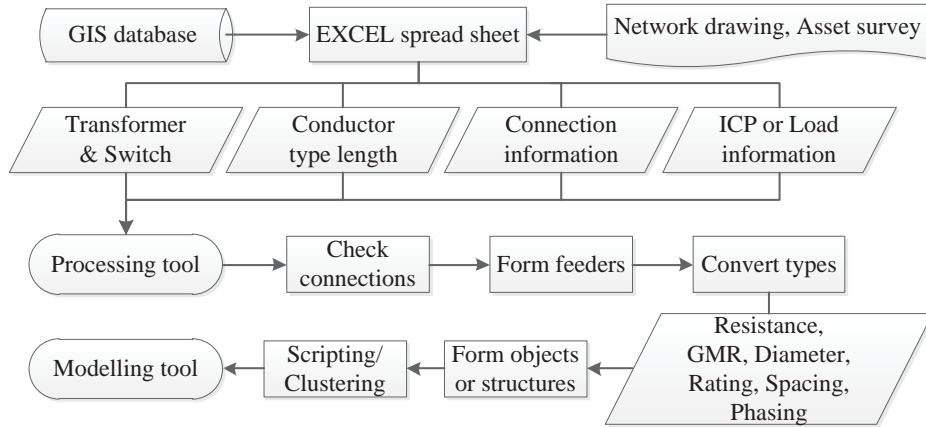 GIS database
EXCEL spread sheet
Network drawing, Asset survey
Transformer
& Switch
Conductor
type length
Connection
information
ICP or Load
information
Processing tool
Check
connections
Form feeders
Convert types
Resistance,
GMR, Diameter,
Rating, Spacing,
Phasing
Form objects
or structures
Scripting/
Clustering
Modelling tool